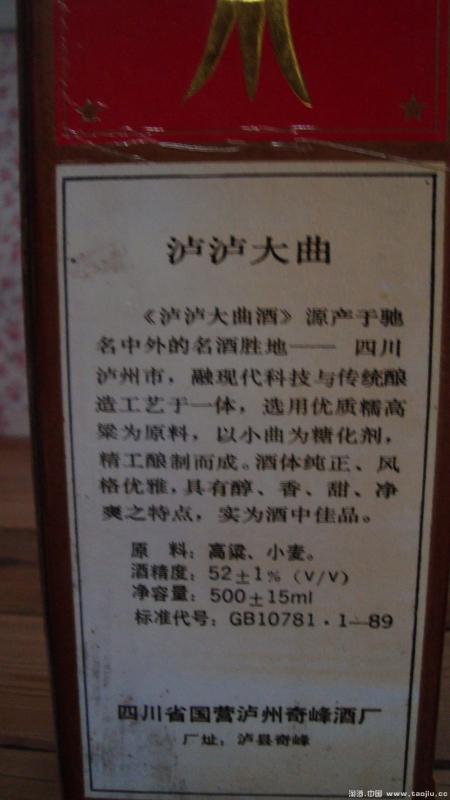 泸泸大曲
《泸泸大曲酒》源产于驰
名中外的名酒胜地—— 四川
泸州市，融现代科技与传统酿
造工艺于一体，选用优质糯高
粱为原料，以小曲为糖化剂，
精工酿制而成。酒体纯正、风
格优雅，具有醇、香、甜、净
爽之特点，实为酒中佳品。
原 料：高粱、小麦。
酒精度：52±1%（V/V）
净容量：500±15ml
标准代号：GB10781·1—89
四川省国营泸州奇峰酒厂
厂址：泸县奇峰
淘酒.中国 www.taojiu.cc